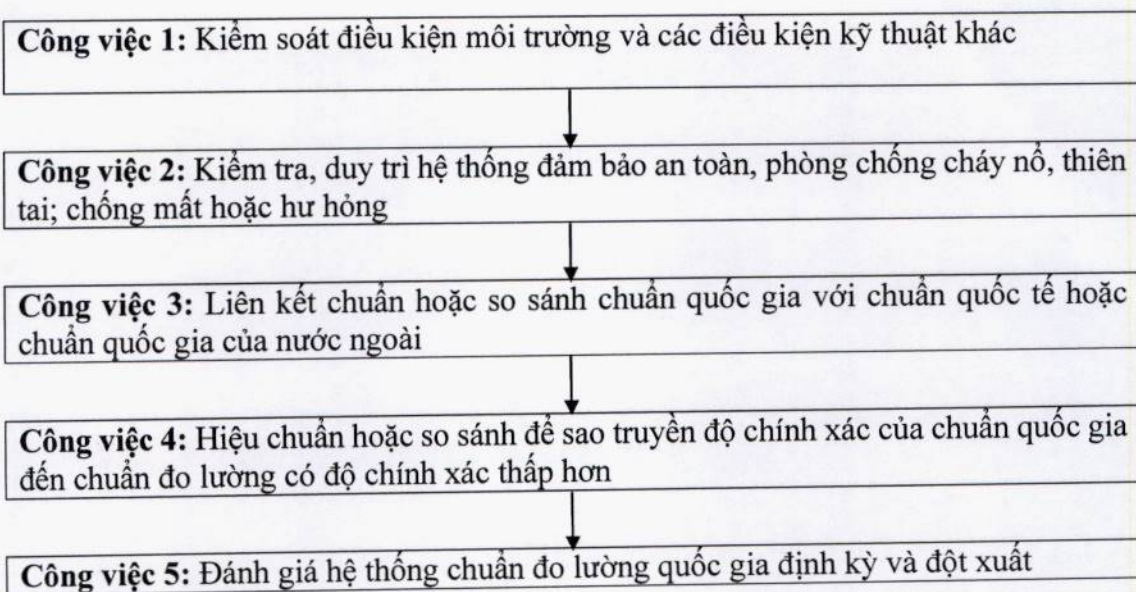 Công việc 1: Kiểm soát điều kiện môi trường và các điều kiện kỹ thuật khác
Công việc 2: Kiểm tra, duy trì hệ thống đảm bảo an toàn, phòng chống cháy nổ, thiên
tai; chống mất hoặc hư hỏng
Công việc 3: Liên kết chuẩn hoặc so sánh chuẩn quốc gia với chuẩn quốc tế hoặc
chuẩn quốc gia của nước ngoài
Công việc 4: Hiệu chuẩn hoặc so sánh để sao truyền độ chính xác của chuẩn quốc gia
đến chuẩn đo lường có độ chính xác thấp hơn
Công việc 5: Đánh giá hệ thống chuẩn đo lường quốc gia định kỳ và đột xuất